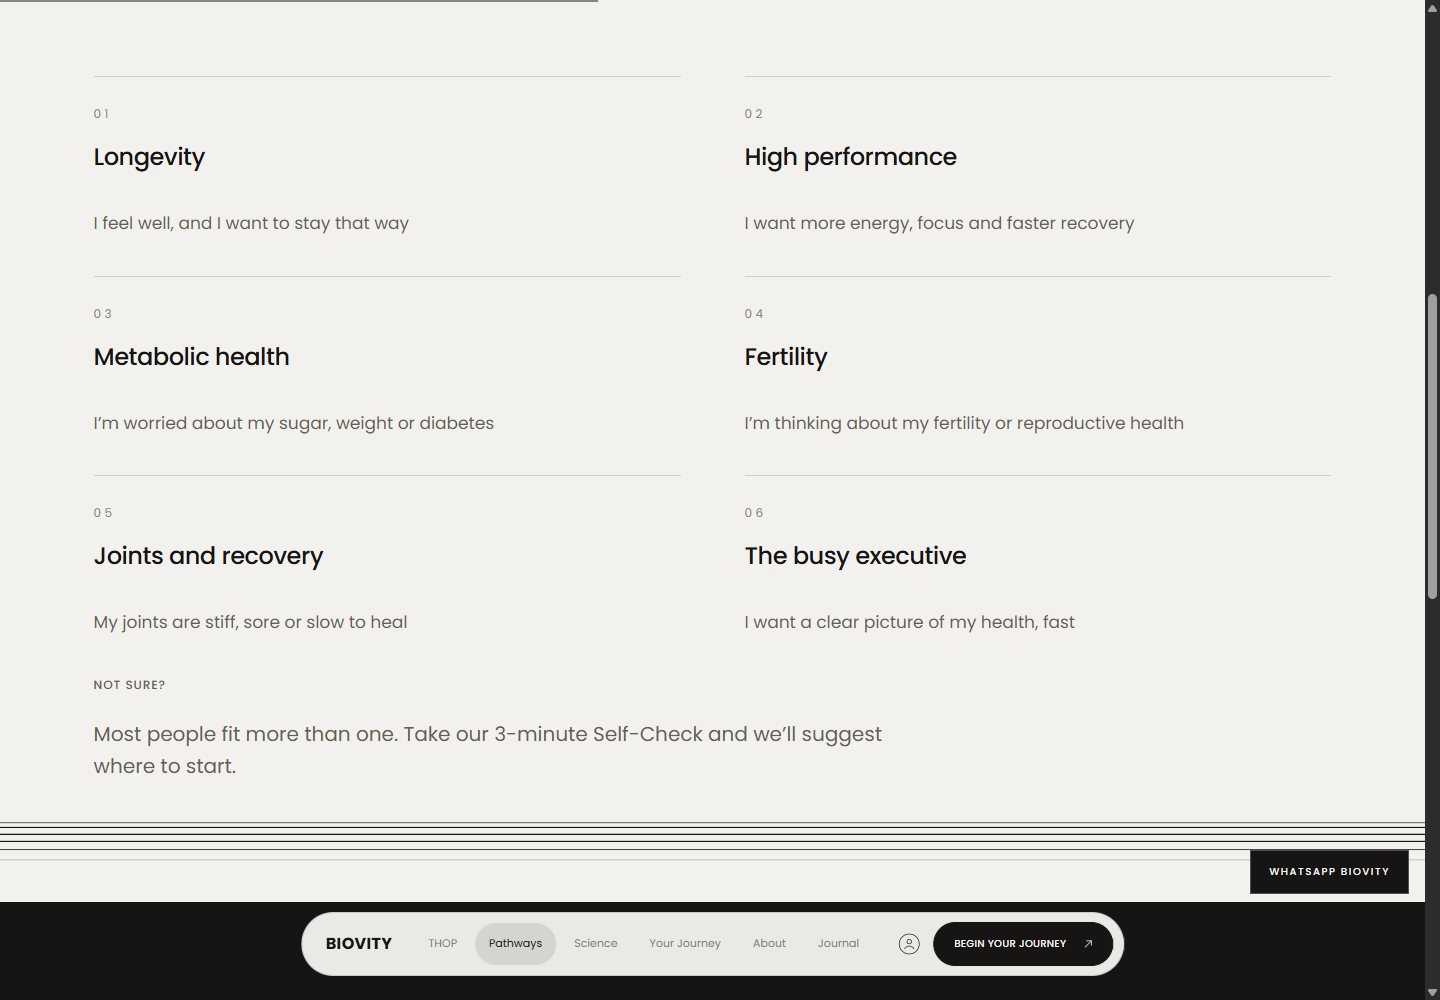 01
Longevity
I feel well, and I want to stay that way
02
High performance
I want more energy, focus and faster recovery
03
Metabolic health
I’m worried about my sugar, weight or diabetes
04
Fertility
I’m thinking about my fertility or reproductive health
05
Joints and recovery
My joints are stiff, sore or slow to heal
06
The busy executive
I want a clear picture of my health, fast
NOT SURE?
Most people fit more than one. Take our 3-minute Self-Check and we’ll suggest
where to start.
WHATSAPP BIOVITY
BIOVITY THOP Pathways Science Your Journey About Journal BEGIN YOUR JOURNEY